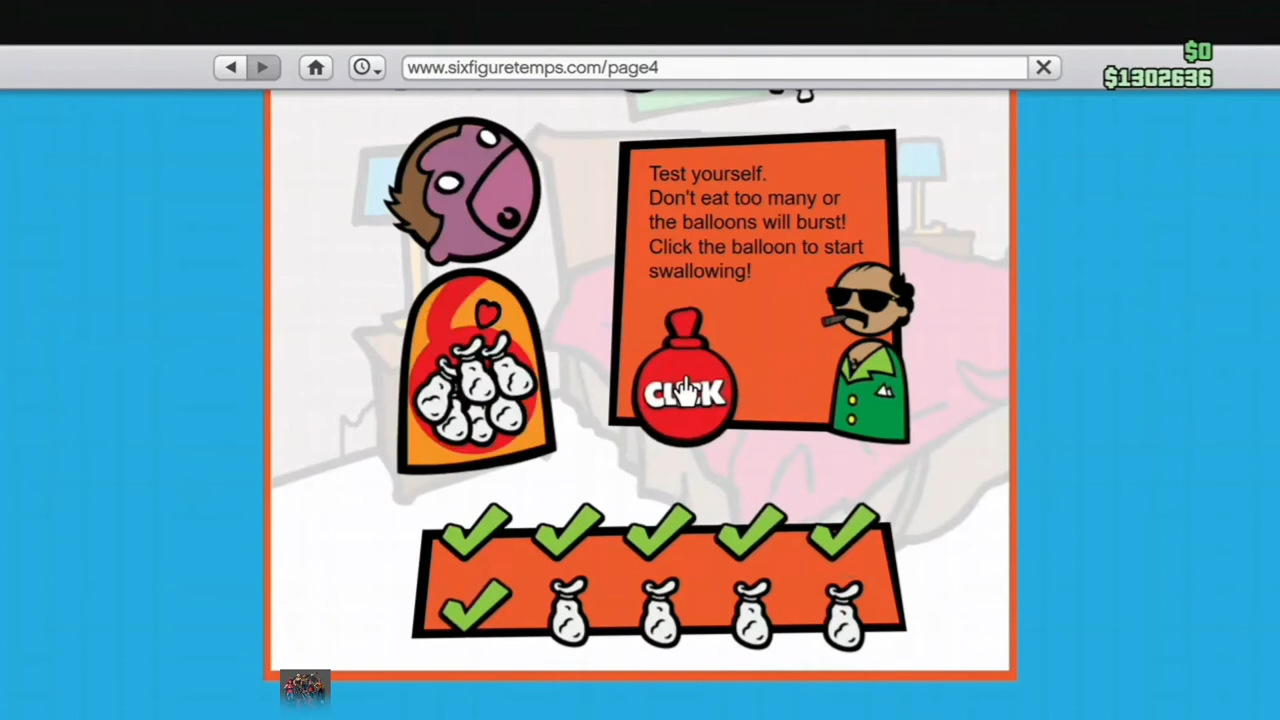 $0
www.sixfiguretemps.com/page4
$1302636
Test yourself.
Don't eat too many or
the balloons will burst!
Click the balloon to start
swallowing!